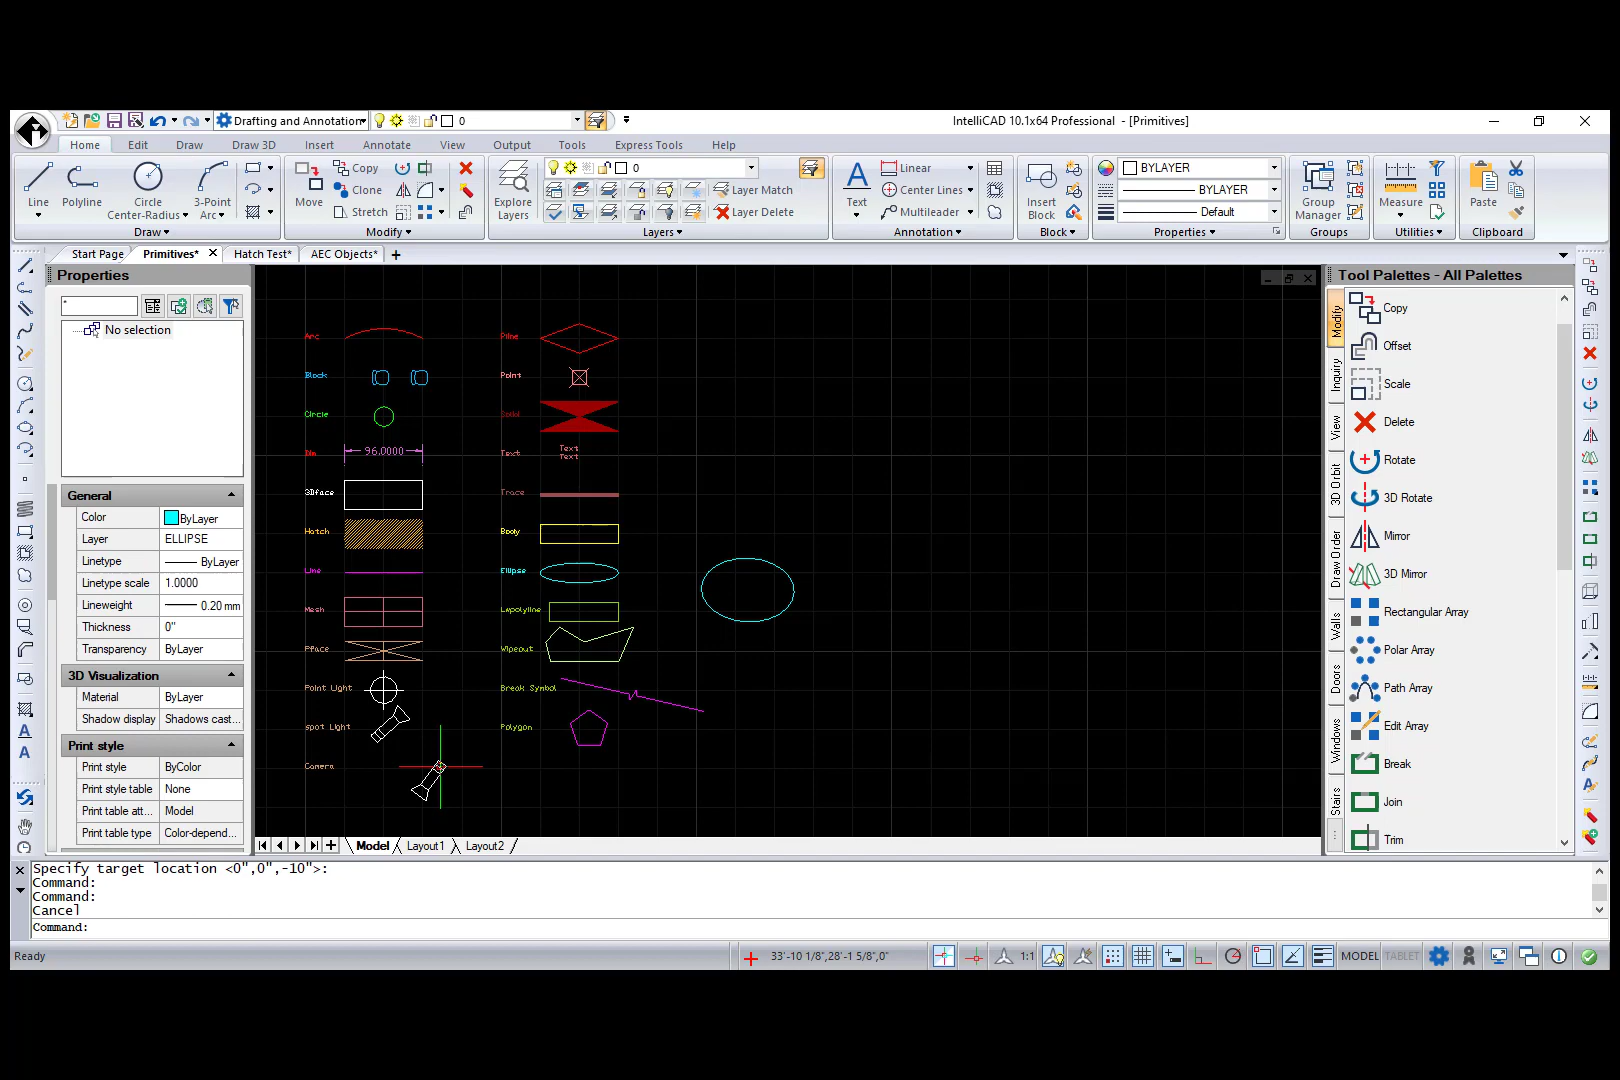 Drafting and Annotation
0
IntelliCAD 10.1x64 Professional - [Primitives]
Home
Edit
Draw
Draw 3D
Insert
Annotate
View
Output
Tools
Express Tools
Help
Line
Polyline
Circle
Center-Radius
3-Point
Arc
Draw
Move
Copy
Clone
Stretch
Modify
Explore
Layers
0
Layer Match
Layer Delete
Layers
Text
Linear
Center Lines
Multileader
Annotation
Insert
Block
Block
BYLAYER
BYLAYER
Default
Properties
Group
Manager
Groups
Measure
Utilities
Paste
Clipboard
Start Page
Primitives*
Hatch Test*
AEC Objects*
Properties
*
No selection
General
Color ByLayer
Layer ELLIPSE
Linetype ByLayer
Linetype scale 1.0000
Lineweight 0.20 mm
Thickness 0"
Transparency ByLayer
3D Visualization
Material ByLayer
Shadow display Shadows cast...
Print style
Print style ByColor
Print style table None
Print table att... Model
Print table type Color-depend...
Arc
Block
Circle
Dim
96.0000
3Dface
Hatch
Line
Mesh
Pface
Point Light
spot Light
Camera
Pline
Point
Solid
Text
Text
Text
Trace
Body
Ellipse
Lwpolyline
Wipeout
Break Symbol
Polygon
Tool Palettes - All Palettes
Modify
Inquiry
View
3D Orbit
Draw Order
Walls
Doors
Windows
Stairs
Copy
Offset
Scale
Delete
Rotate
3D Rotate
Mirror
3D Mirror
Rectangular Array
Polar Array
Path Array
Edit Array
Break
Join
Trim
Model
Layout1
Layout2
Specify target location <0",0",-10">:
Command:
Command:
Cancel
Command:
Ready
33'-10 1/8",28'-1 5/8",0"
1:1
MODEL
TABLET